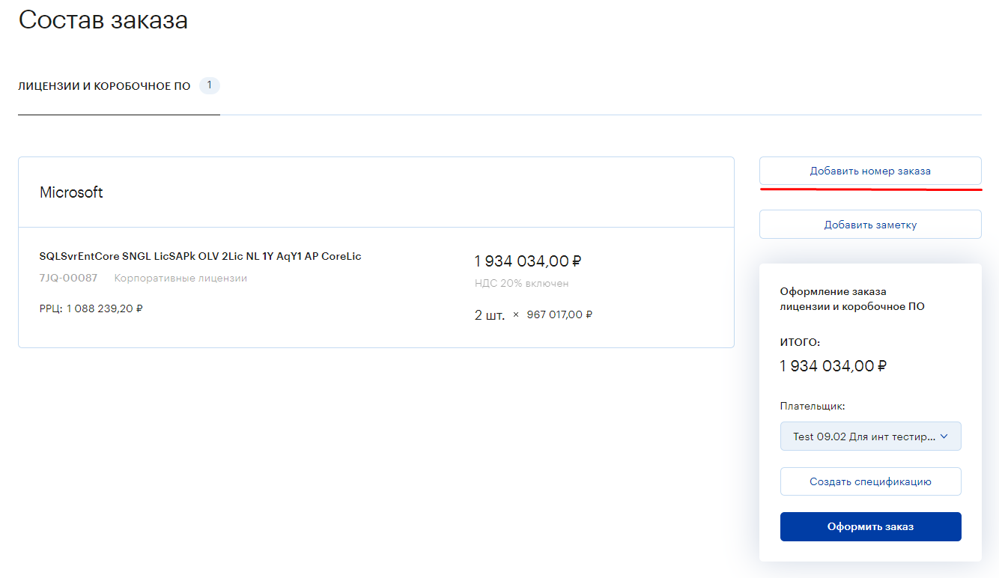 Состав заказа
ЛИЦЕНЗИИ И КОРОБОЧНОЕ ПО 1
Microsoft
SQLSvrEntCore SNGL LicSAPk OLV 2Lic NL 1Y AqY1 AP CoreLic
7JQ-00087 Корпоративные лицензии
РРЦ: 1 088 239,20 ₽
1 934 034,00 ₽
НДС 20% включен
2 шт. × 967 017,00 ₽
Добавить номер заказа
Добавить заметку
Оформление заказа
лицензии и коробочное ПО
ИТОГО:
1 934 034,00 ₽
Плательщик:
Test 09.02 Для инт тестир...
Создать спецификацию
Оформить заказ